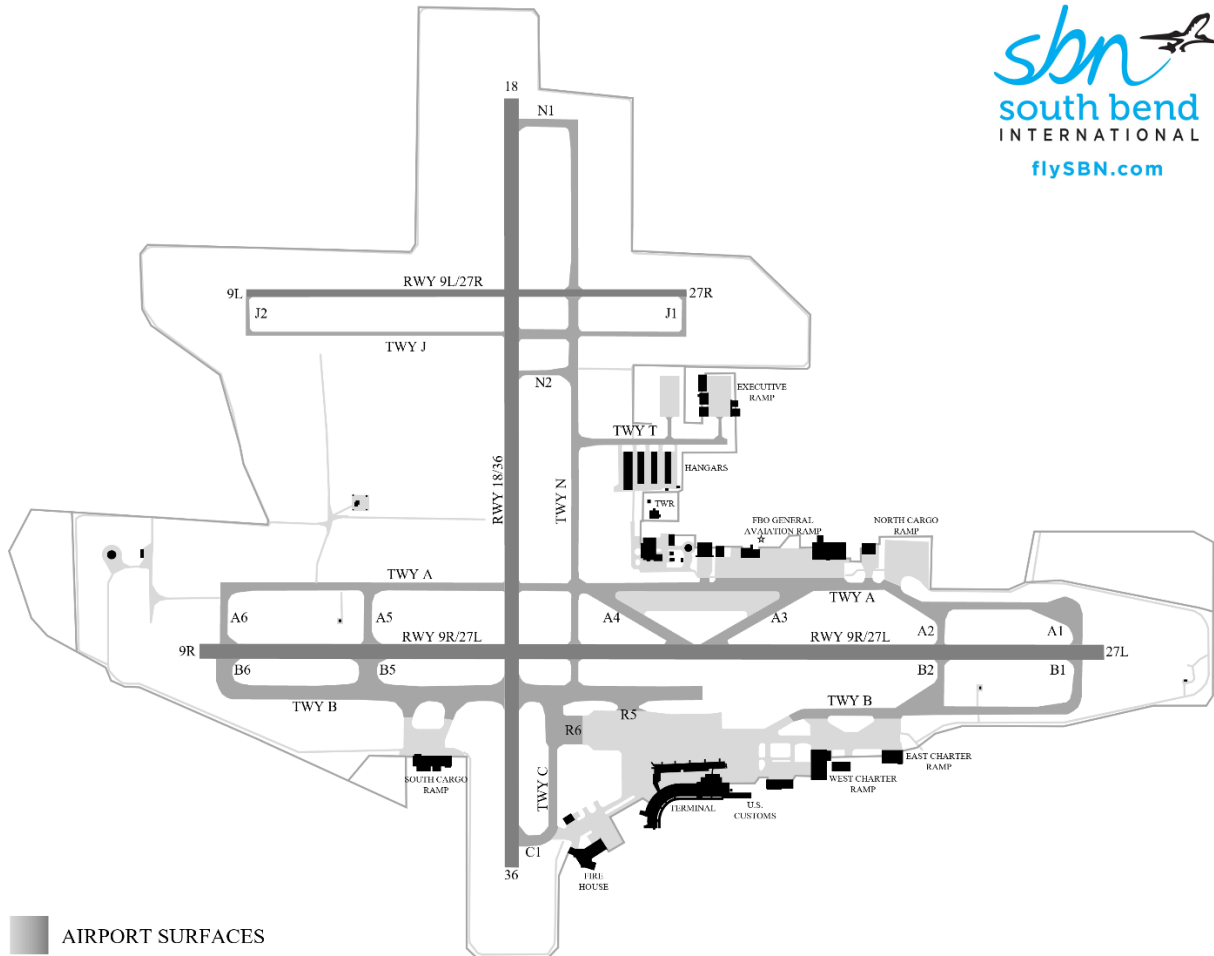 sbn
south bend
INTERNATIONAL
flySBN.com
18
N1
RWY 9L/27R
9L
27R
J2
J1
TWY J
N2
EXECUTIVE
RAMP
TWY T
RWY 18/36
TWY N
HANGARS
TWR
FBO GENERAL
AVAIATION RAMP
NORTH CARGO
RAMP
TWY A
TWY A
A6
A5
A4
A3
A2
A1
RWY 9R/27L
RWY 9R/27L
9R
27L
B6
B5
B2
B1
TWY B
TWY B
R5
R6
SOUTH CARGO
RAMP
TWY C
EAST CHARTER
RAMP
WEST CHARTER
RAMP
TERMINAL
U.S.
CUSTOMS
C1
36
FIRE
HOUSE
AIRPORT SURFACES